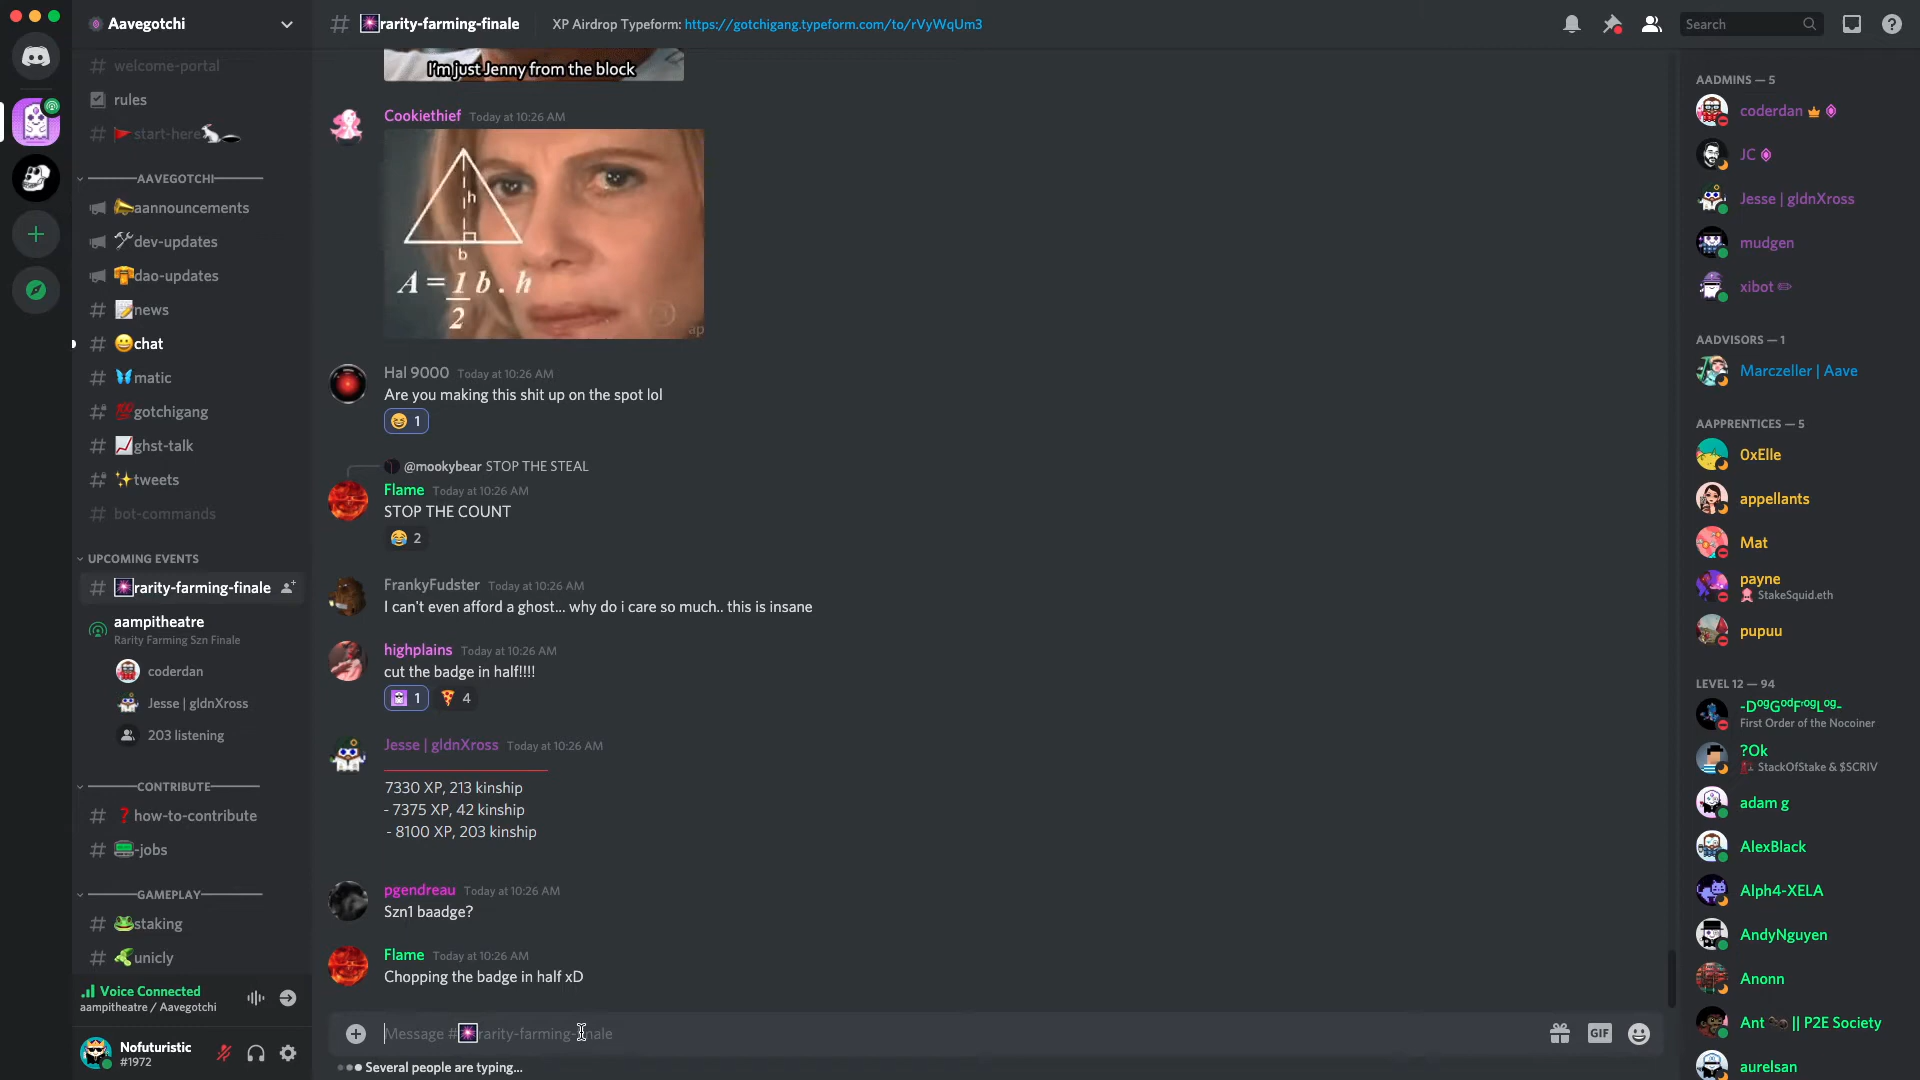 Aavegotchi
welcome-portal
rules
start-here
AAVEGOTCHI
aannouncements
dev-updates
dao-updates
news
chat
matic
gotchigang
ghst-talk
tweets
bot-commands
UPCOMING EVENTS
rarity-farming-finale
aampitheatre
Rarity Farming Szn Finale
coderdan
Jesse | gldnXross
203 listening
CONTRIBUTE
how-to-contribute
-jobs
GAMEPLAY
staking
unicly
Voice Connected
aampitheatre / Aavegotchi
Nofuturistic
#1972
rarity-farming-finale
XP Airdrop Typeform: https://gotchigang.typeform.com/to/rVyWqUm3
Search
I'm just Jenny from the block
Cookiethief Today at 10:26 AM
h
b
A = 1/2 b . h
ap
Hal 9000 Today at 10:26 AM
Are you making this shit up on the spot lol
1
@mookybear STOP THE STEAL
Flame Today at 10:26 AM
STOP THE COUNT
2
FrankyFudster Today at 10:26 AM
I can't even afford a ghost... why do i care so much.. this is insane
highplains Today at 10:26 AM
cut the badge in half!!!!
1 4
Jesse | gldnXross Today at 10:26 AM
7330 XP, 213 kinship
- 7375 XP, 42 kinship
- 8100 XP, 203 kinship
pgendreau Today at 10:26 AM
Szn1 baadge?
Flame Today at 10:26 AM
Chopping the badge in half xD
Message #rarity-farming-finale
GIF
Several people are typing...
AADMINS — 5
coderdan
JC
Jesse | gldnXross
mudgen
xibot
AADVISORS — 1
Marczeller | Aave
AAPRENTICES — 5
0xElle
appellants
Mat
payne
StakeSquid.eth
pupuu
LEVEL 12 — 94
-DᵒᵍGᵒᵈFʳᵒᵍLᵒᵍ-
First Order of the Nocoiner
?Ok
StackOfStake & $SCRIV
adam g
AlexBlack
Alph4-XELA
AndyNguyen
Anonn
Ant || P2E Society
aurelsan